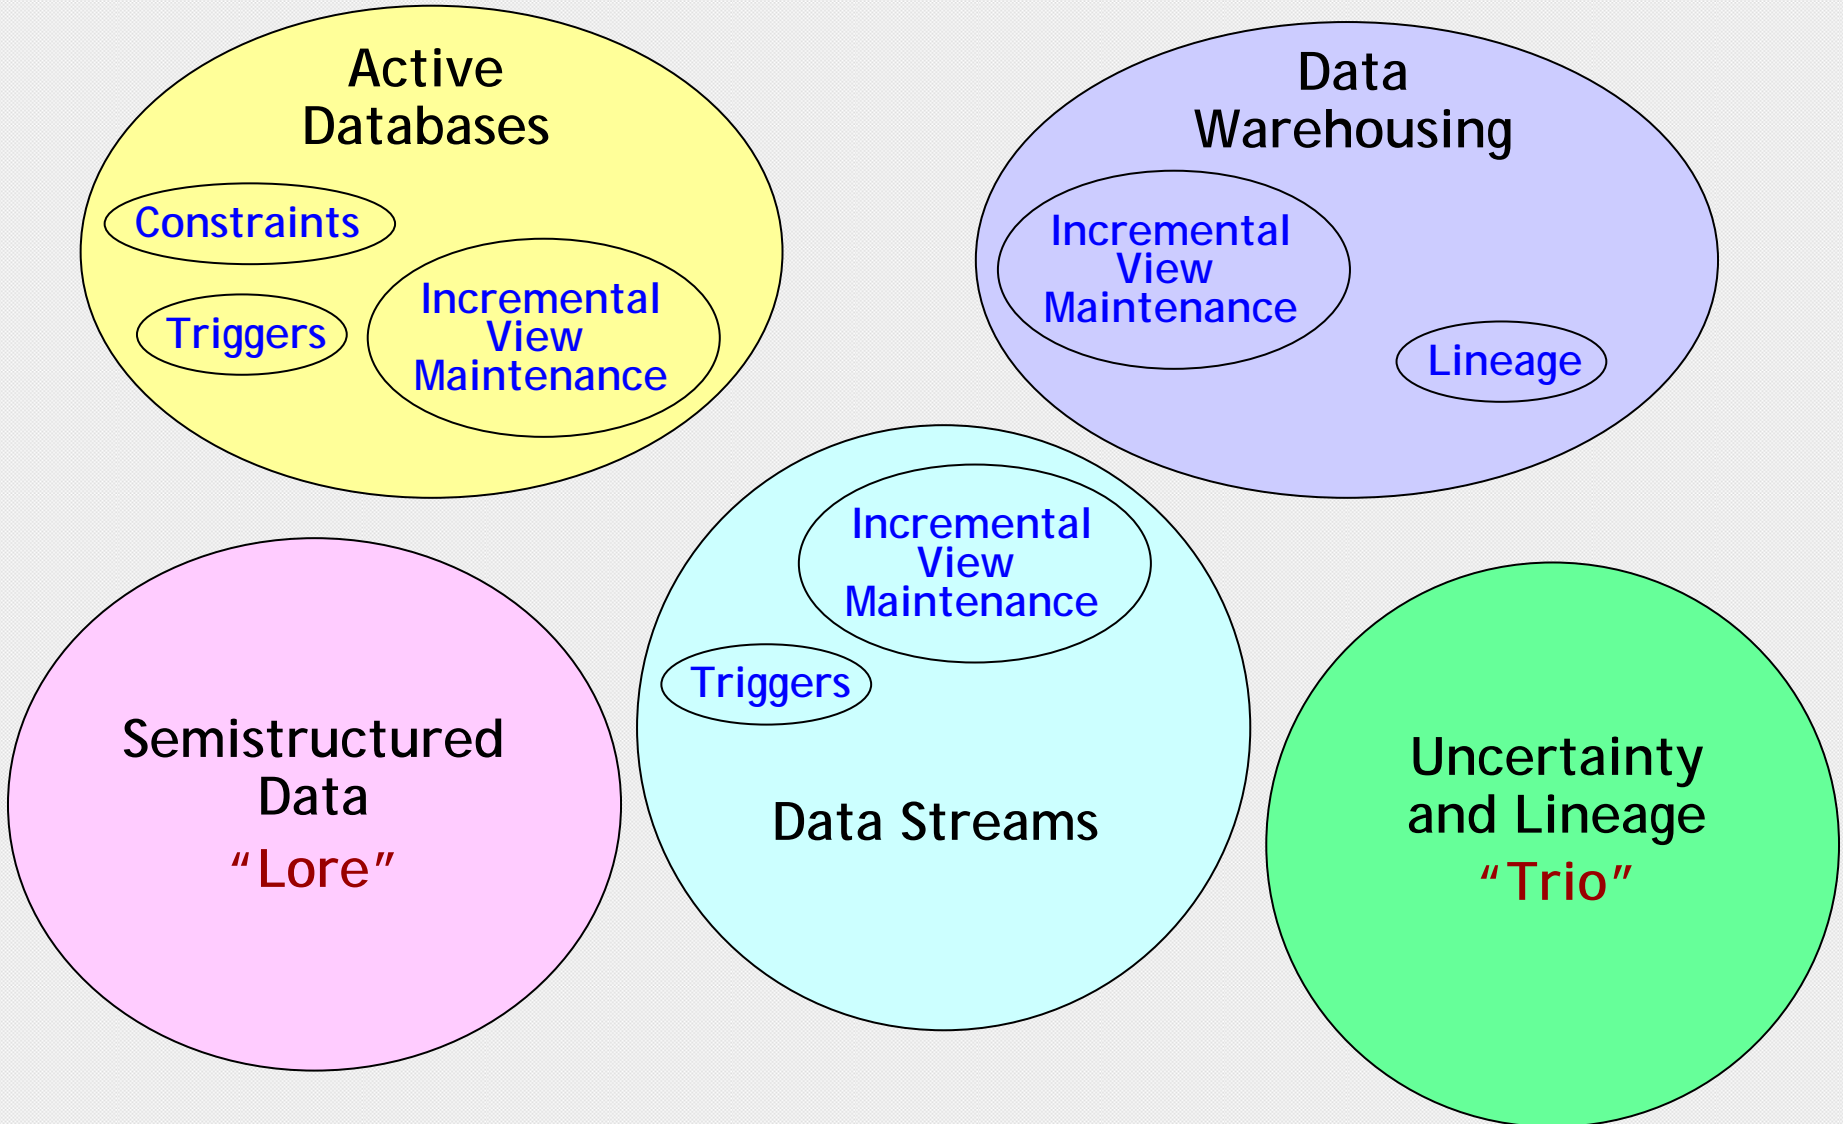 Active
Databases
Constraints
Triggers
Incremental
View
Maintenance
Data
Warehousing
Incremental
View
Maintenance
Lineage
Incremental
View
Maintenance
Triggers
Data Streams
Semistructured
Data
“Lore”
Uncertainty
and Lineage
“Trio”